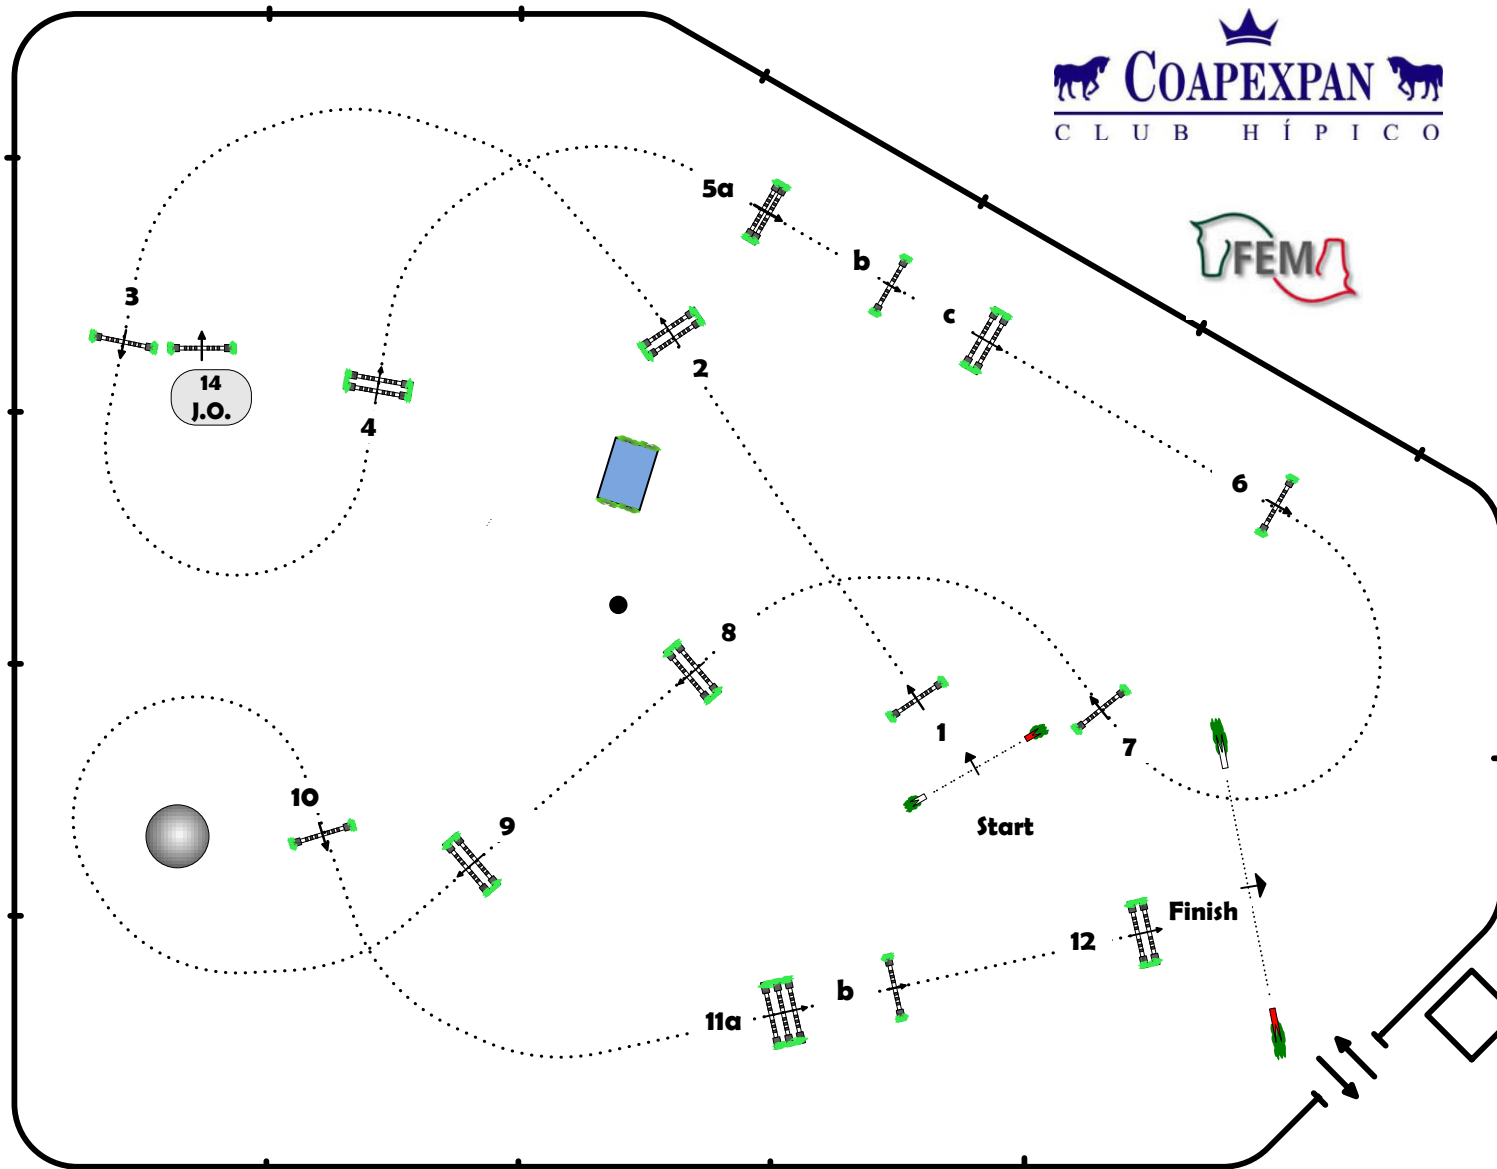 COAPEXPAN
CLUB HÍPICO
FEM
5a
b
c
3
14
J.O.
2
4
6
8
1
7
10
9
Start
Finish
12
b
11a